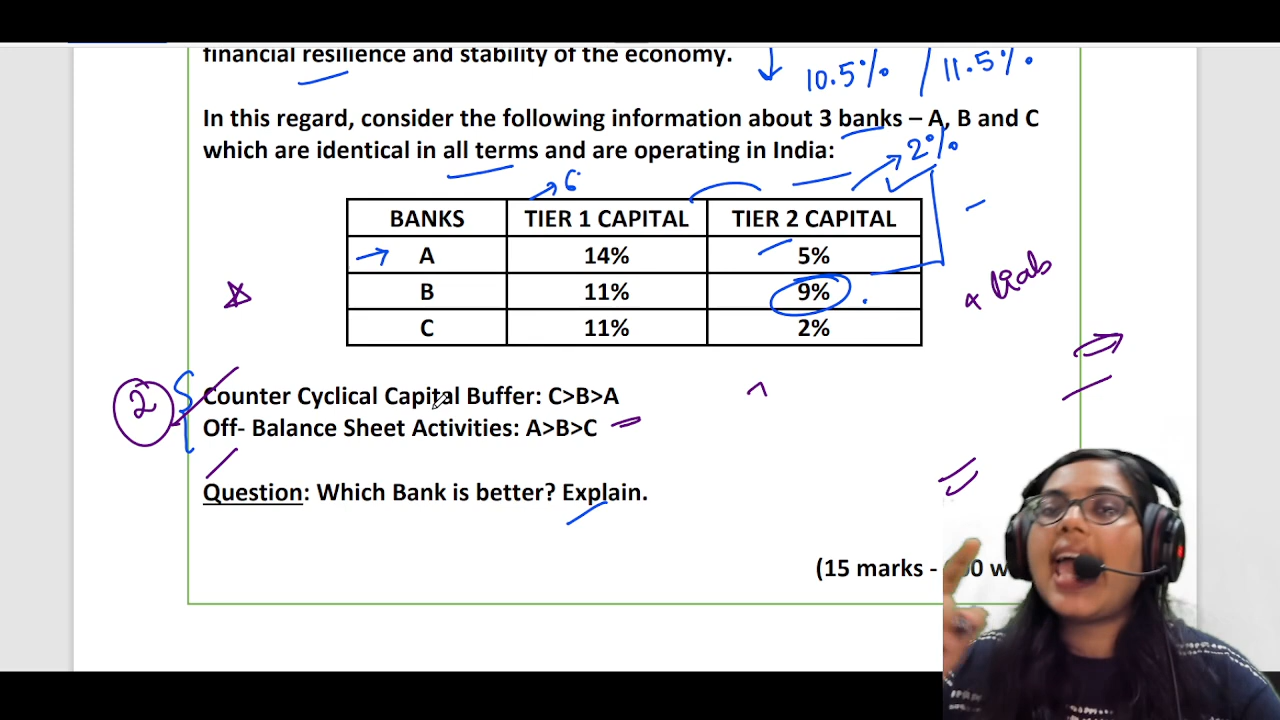 financial resilience and stability of the economy.
10.5% / 11.5%
In this regard, consider the following information about 3 banks – A, B and C
which are identical in all terms and are operating in India:
2%
6
BANKS TIER 1 CAPITAL TIER 2 CAPITAL
A 14% 5%
B 11% 9%
C 11% 2%
2
Counter Cyclical Capital Buffer: C>B>A
Off- Balance Sheet Activities: A>B>C
Question: Which Bank is better? Explain.
(15 marks -